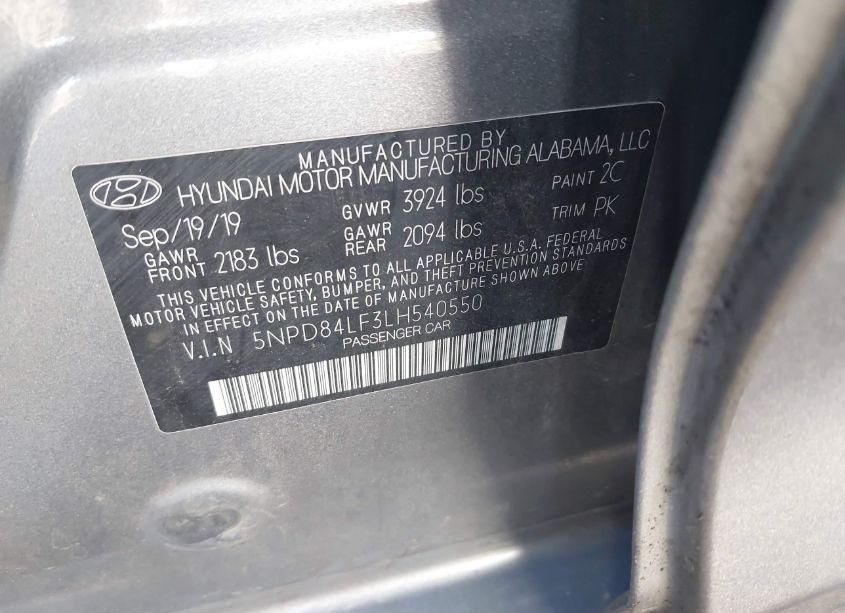 MANUFACTURED BY
HYUNDAI MOTOR MANUFACTURING ALABAMA, LLC
Sep/19/19 GVWR 3924 lbs PAINT 2C
GAWR FRONT 2183 lbs GAWR REAR 2094 lbs TRIM PK
THIS VEHICLE CONFORMS TO ALL APPLICABLE U.S.A. FEDERAL
MOTOR VEHICLE SAFETY, BUMPER, AND THEFT PREVENTION STANDARDS
IN EFFECT ON THE DATE OF MANUFACTURE SHOWN ABOVE
V.I.N 5NPD84LF3LH540550
PASSENGER CAR